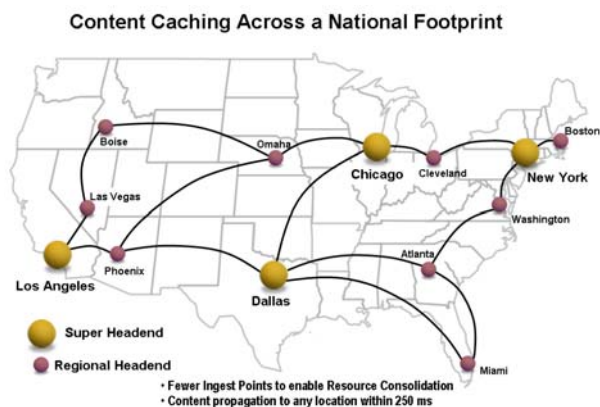 Content Caching Across a National Footprint
Boston
Boise
Omaha
Chicago
Cleveland
New York
Las Vegas
Washington
Los Angeles
Phoenix
Dallas
Atlanta
Super Headend
Regional Headend
Miami
• Fewer Ingest Points to enable Resource Consolidation
• Content propagation to any location within 250 ms